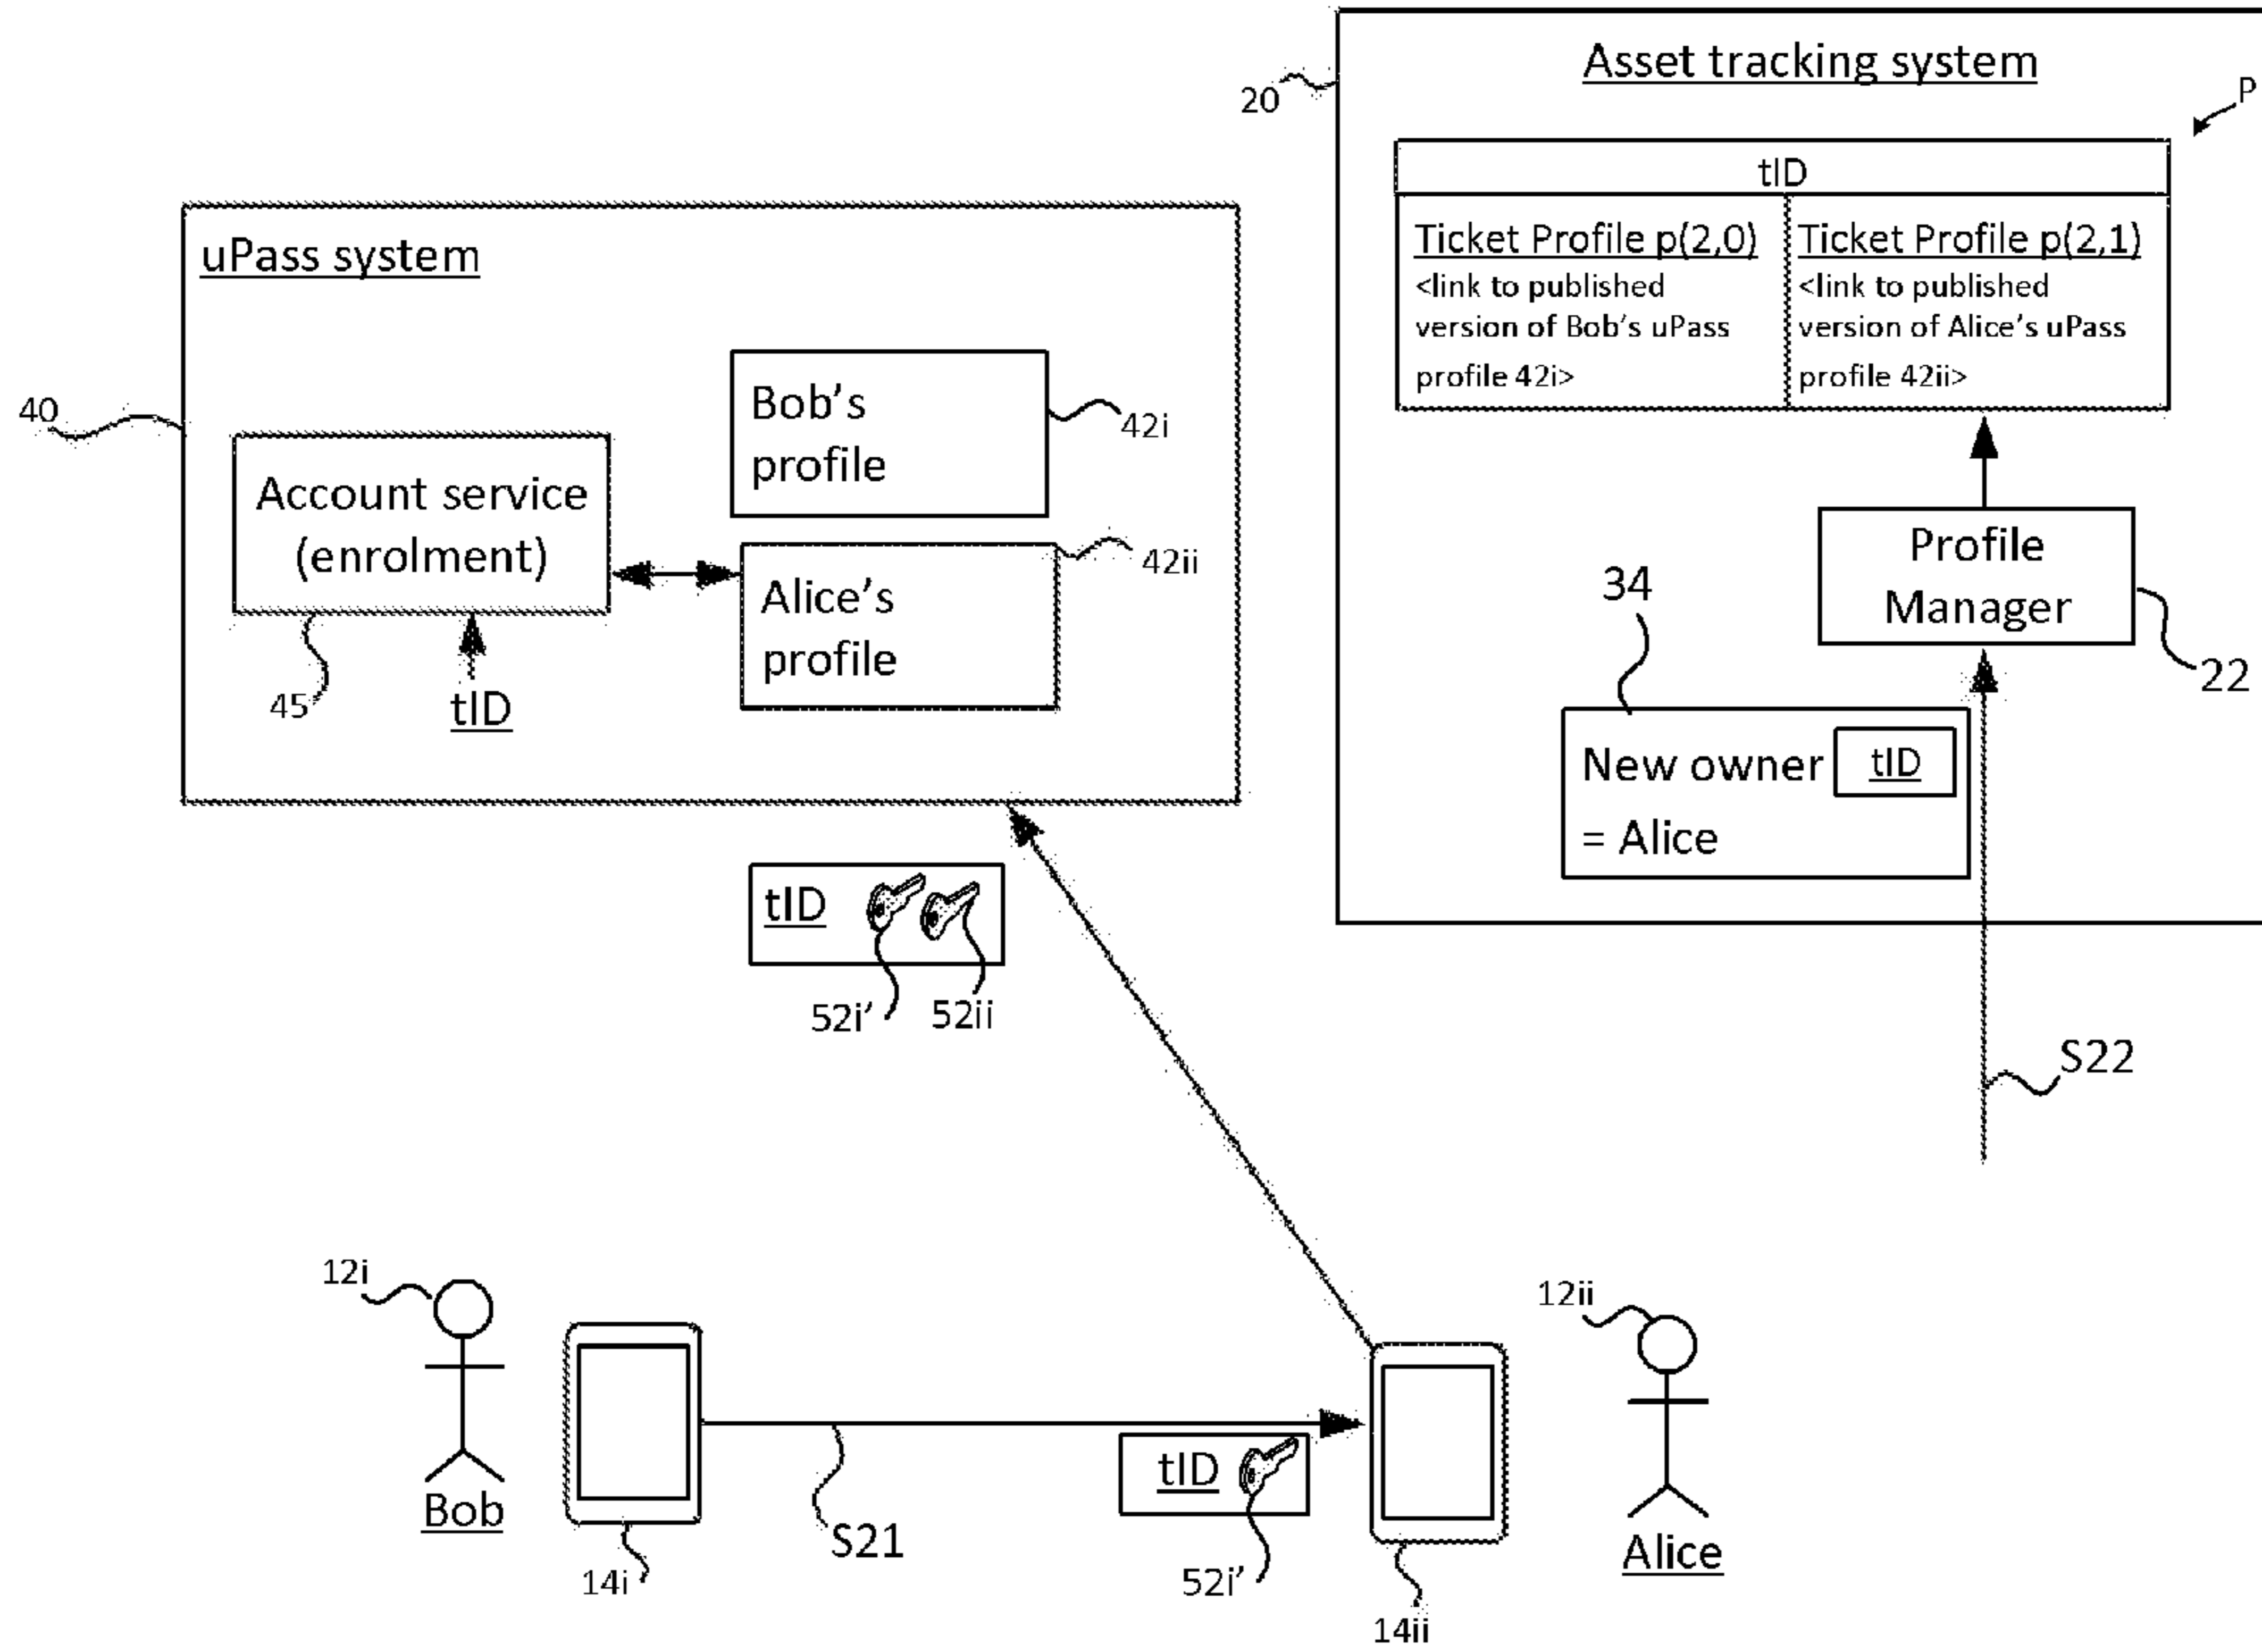 Asset tracking system
20
P
tID
Ticket Profile p(2,0)
<link to published
version of Bob's uPass
profile 42i>
Ticket Profile p(2,1)
<link to published
version of Alice's uPass
profile 42ii>
uPass system
40
Bob's
profile
42i
Account service
(enrolment)
42ii
Alice's
profile
45
tID
Profile
Manager
22
34
New owner tID
= Alice
tID
52i'
52ii
S22
12i
Bob
14i
S21
tID
52i'
14ii
12ii
Alice